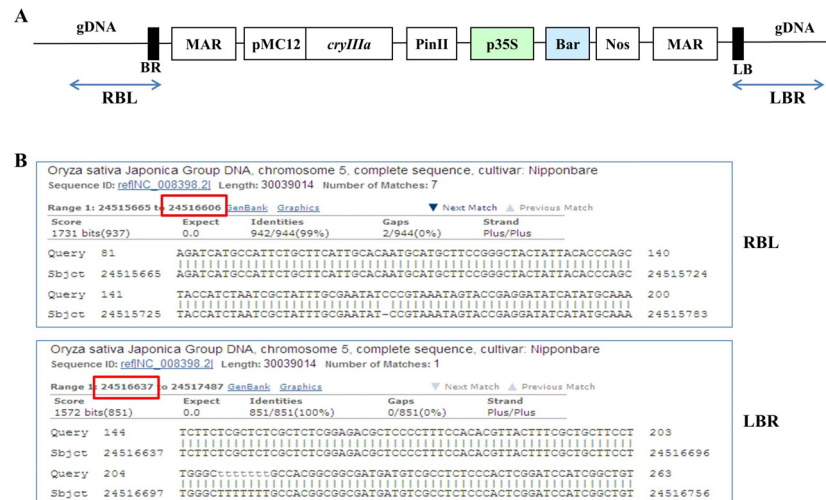 A
gDNA
BR
MAR
pMC12
cryIIIa
PinII
p35S
Bar
Nos
MAR
gDNA
LB
RBL
LBR
B
Oryza sativa Japonica Group DNA, chromosome 5, complete sequence, cultivar: Nipponbare
Sequence ID: ref|NC_008398.2| Length: 30039014 Number of Matches: 7
Range 1: 24515665 to 24516606 GenBank Graphics ▼ Next Match ▲ Previous Match
Score Expect Identities Gaps Strand
1731 bits(937) 0.0 942/944(99%) 2/944(0%) Plus/Plus
Query 81 AGATCATGCCATTCTGCTTCATTGCACAATGCATGCTTCCGGGCTACTATTACACCCAGC 140
Sbjct 24515665 AGATCATGCCATTCTGCTTCATTGCACAATGCATGCTTCCGGGCTACTATTACACCCAGC 24515724
Query 141 TACCATCTAATCGCTATTTGCGAATATCCCGTAAATAGTACCGAGGATATCATATGCAAA 200
Sbjct 24515725 TACCATCTAATCGCTATTTGCGAATAT-CCGTAAATAGTACCGAGGATATCATATGCAAA 24515783
RBL
Oryza sativa Japonica Group DNA, chromosome 5, complete sequence, cultivar: Nipponbare
Sequence ID: ref|NC_008398.2| Length: 30039014 Number of Matches: 1
Range 1: 24516637 to 24517487 GenBank Graphics ▼ Next Match ▲ Previous Match
Score Expect Identities Gaps Strand
1572 bits(851) 0.0 851/851(100%) 0/851(0%) Plus/Plus
Query 144 TCTTCTCGCTCTCGCTCTCGGAGACGCTCCCCTTTCCACACGTTACTTTCGCTGCTTCCT 203
Sbjct 24516637 TCTTCTCGCTCTCGCTCTCGGAGACGCTCCCCTTTCCACACGTTACTTTCGCTGCTTCCT 24516696
Query 204 TGGGCttttttttGCCACGGCGGCGATGATGTCGCCTCTCCCACTCGGATCCATCGGCTGT 263
Sbjct 24516697 TGGGCTTTTTTTGCCACGGCGGCGATGATGTCGCCTCTCCCACTCGGATCCATCGGCTGT 24516756
LBR